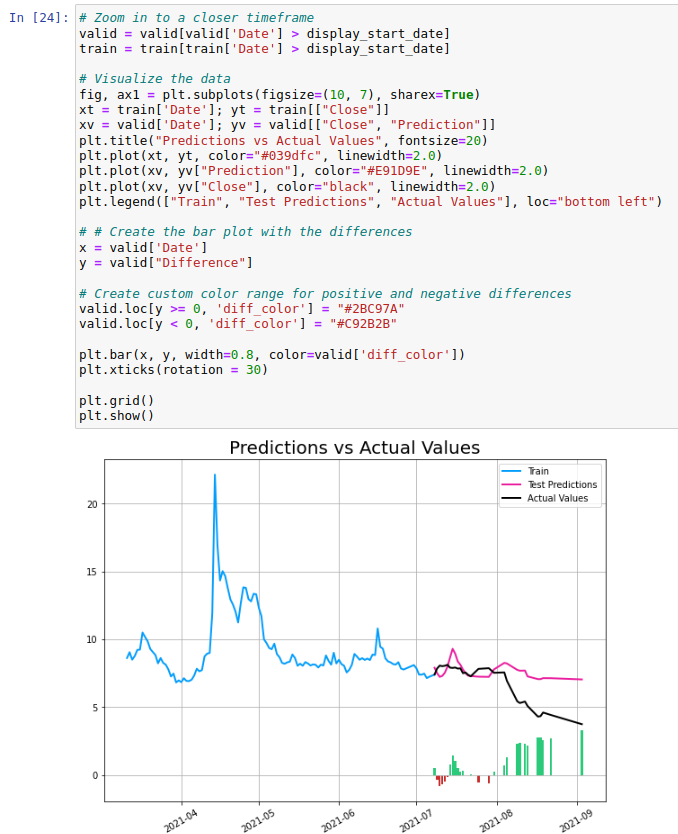 In [24]: # Zoom in to a closer timeframe
valid = valid[valid['Date'] > display_start_date]
train = train[train['Date'] > display_start_date]
# Visualize the data
fig, ax1 = plt.subplots(figsize=(10, 7), sharex=True)
xt = train['Date']; yt = train[["Close"]]
xv = valid['Date']; yv = valid[["Close", "Prediction"]]
plt.title("Predictions vs Actual Values", fontsize=20)
plt.plot(xt, yt, color="#039dfc", linewidth=2.0)
plt.plot(xv, yv["Prediction"], color="#E91D9E", linewidth=2.0)
plt.plot(xv, yv["Close"], color="black", linewidth=2.0)
plt.legend(["Train", "Test Predictions", "Actual Values"], loc="bottom left")
# # Create the bar plot with the differences
x = valid['Date']
y = valid["Difference"]
# Create custom color range for positive and negative differences
valid.loc[y >= 0, 'diff_color'] = "#2BC97A"
valid.loc[y < 0, 'diff_color'] = "#C92B2B"
plt.bar(x, y, width=0.8, color=valid['diff_color'])
plt.xticks(rotation = 30)
plt.grid()
plt.show()
Predictions vs Actual Values
Train
Test Predictions
Actual Values
20
15
10
5
0
2021-04 2021-05 2021-06 2021-07 2021-08 2021-09